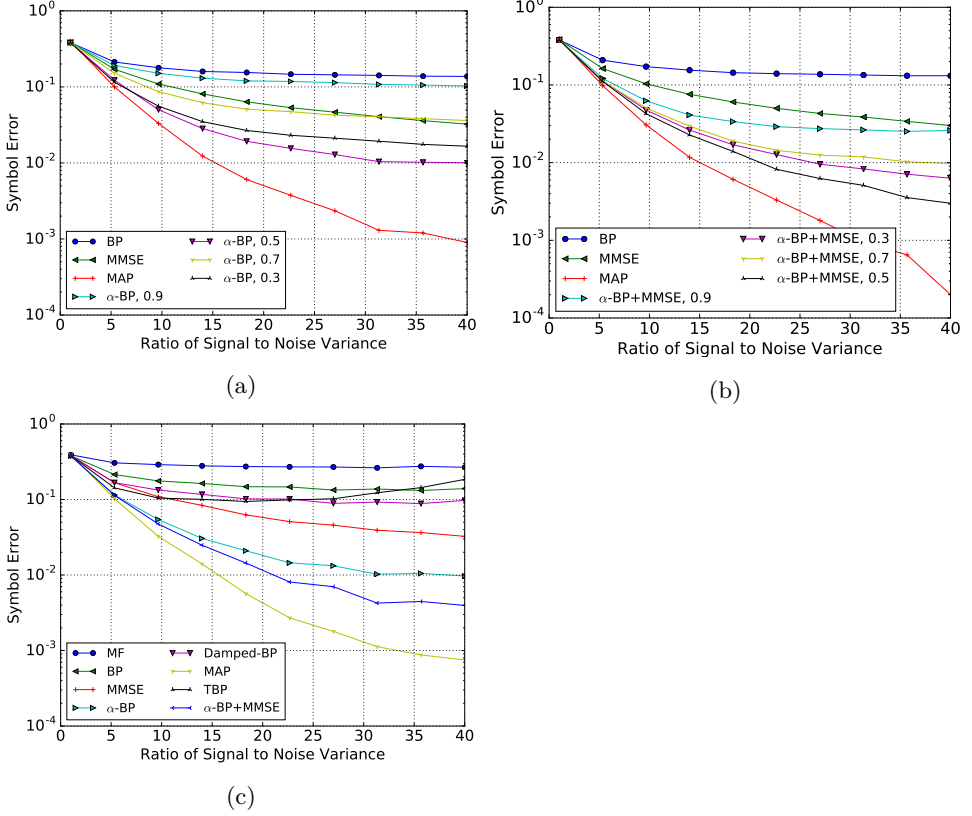 10^0
10^-1
10^-2
10^-3
10^-4
Symbol Error
BP
MMSE
MAP
α-BP, 0.9
α-BP, 0.5
α-BP, 0.7
α-BP, 0.3
0 5 10 15 20 25 30 35 40
Ratio of Signal to Noise Variance
(a)
10^0
10^-1
10^-2
10^-3
10^-4
Symbol Error
BP
MMSE
MAP
α-BP+MMSE, 0.9
α-BP+MMSE, 0.3
α-BP+MMSE, 0.7
α-BP+MMSE, 0.5
0 5 10 15 20 25 30 35 40
Ratio of Signal to Noise Variance
(b)
10^0
10^-1
10^-2
10^-3
10^-4
Symbol Error
MF
BP
MMSE
α-BP
Damped-BP
MAP
TBP
α-BP+MMSE
0 5 10 15 20 25 30 35 40
Ratio of Signal to Noise Variance
(c)